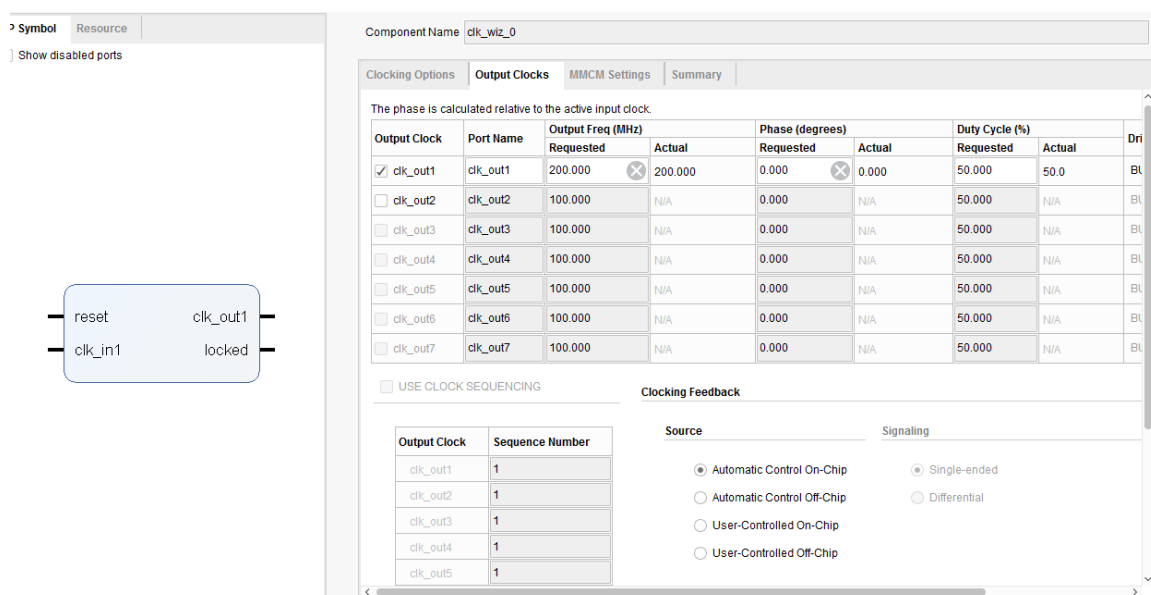 P Symbol
Resource
Show disabled ports
reset
clk_out1
clk_in1
locked
Component Name
clk_wiz_0
Clocking Options
Output Clocks
MMCM Settings
Summary
The phase is calculated relative to the active input clock.
Output Clock Port Name Output Freq (MHz) Phase (degrees) Duty Cycle (%) Dri
Requested Actual Requested Actual Requested Actual
clk_out1 clk_out1 200.000 200.000 0.000 0.000 50.000 50.0 BU
clk_out2 clk_out2 100.000 N/A 0.000 N/A 50.000 N/A BU
clk_out3 clk_out3 100.000 N/A 0.000 N/A 50.000 N/A BU
clk_out4 clk_out4 100.000 N/A 0.000 N/A 50.000 N/A BU
clk_out5 clk_out5 100.000 N/A 0.000 N/A 50.000 N/A BU
clk_out6 clk_out6 100.000 N/A 0.000 N/A 50.000 N/A BU
clk_out7 clk_out7 100.000 N/A 0.000 N/A 50.000 N/A BU
USE CLOCK SEQUENCING
Output Clock Sequence Number
clk_out1 1
clk_out2 1
clk_out3 1
clk_out4 1
clk_out5 1
Clocking Feedback
Source
Automatic Control On-Chip
Automatic Control Off-Chip
User-Controlled On-Chip
User-Controlled Off-Chip
Signaling
Single-ended
Differential